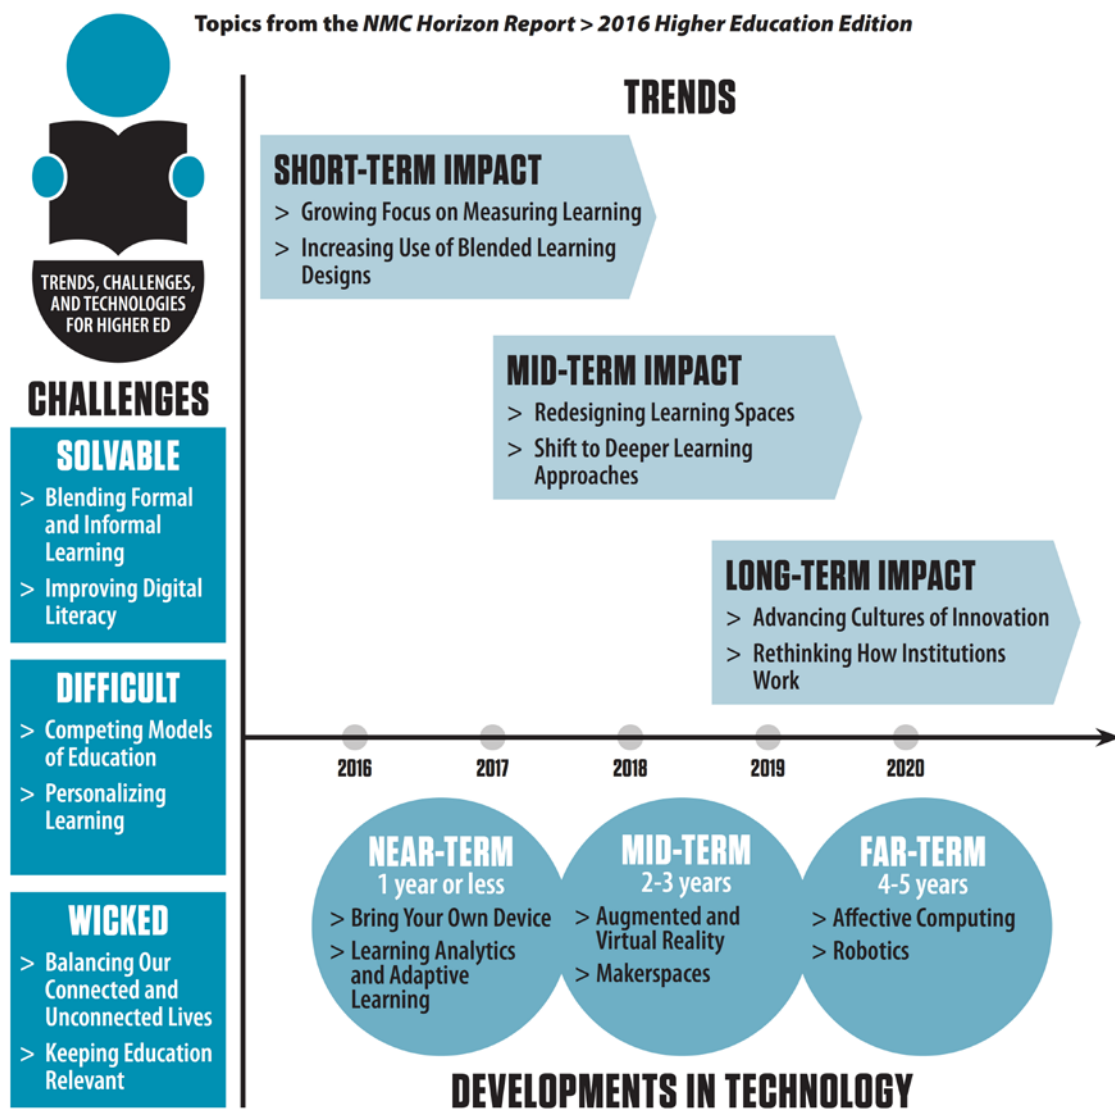 Topics from the NMC Horizon Report > 2016 Higher Education Edition
TRENDS, CHALLENGES,
AND TECHNOLOGIES
FOR HIGHER ED
CHALLENGES
SOLVABLE
> Blending Formal
and Informal
Learning
> Improving Digital
Literacy
DIFFICULT
> Competing Models
of Education
> Personalizing
Learning
WICKED
> Balancing Our
Connected and
Unconnected Lives
> Keeping Education
Relevant
TRENDS
SHORT-TERM IMPACT
> Growing Focus on Measuring Learning
> Increasing Use of Blended Learning
Designs
MID-TERM IMPACT
> Redesigning Learning Spaces
> Shift to Deeper Learning
Approaches
LONG-TERM IMPACT
> Advancing Cultures of Innovation
> Rethinking How Institutions
Work
2016 2017 2018 2019 2020
NEAR-TERM
1 year or less
> Bring Your Own Device
> Learning Analytics
and Adaptive
Learning
MID-TERM
2-3 years
> Augmented and
Virtual Reality
> Makerspaces
FAR-TERM
4-5 years
> Affective Computing
> Robotics
DEVELOPMENTS IN TECHNOLOGY